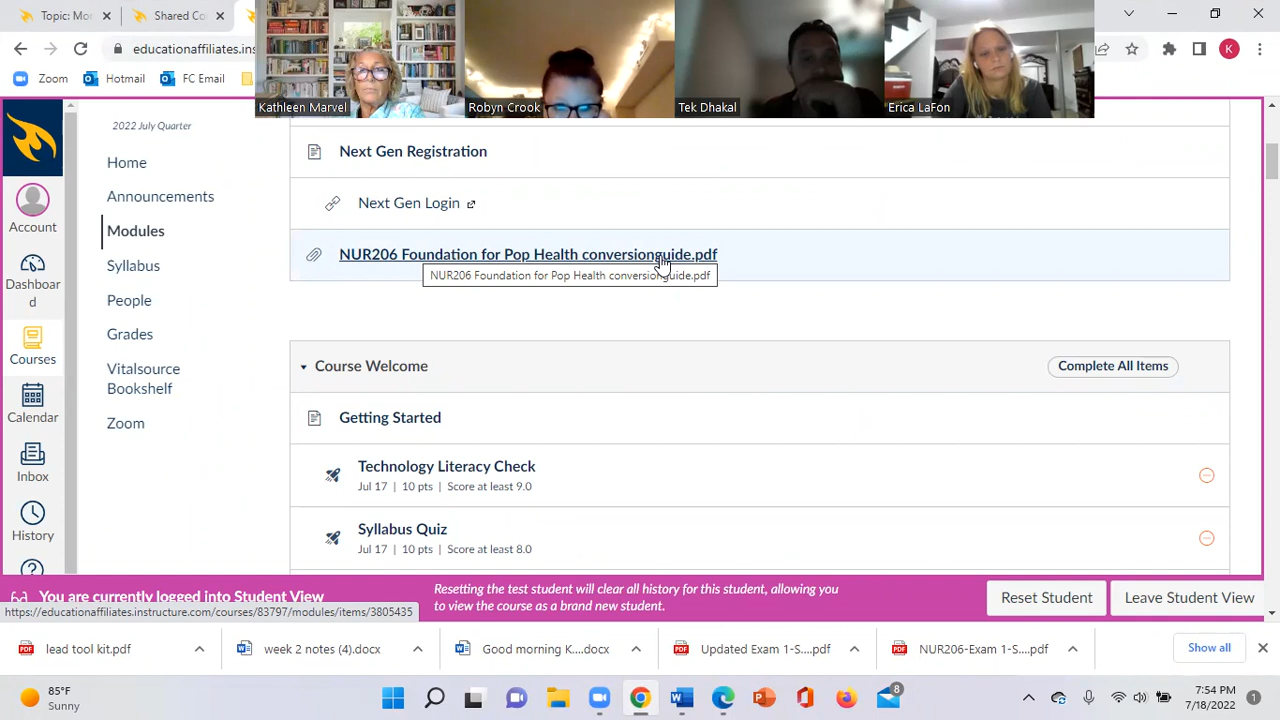 Topic: Mor
Shared Co
educationaffiliates.in
K
Zoom
Hotmail
FC Email
Kathleen Marvel
Robyn Crook
Tek Dhakal
Erica LaFon
2022 July Quarter
Home
Announcements
Modules
Syllabus
People
Grades
Vitalsource
Bookshelf
Zoom
Account
Dashboar
d
Courses
Calendar
Inbox
History
Next Gen Registration
Next Gen Login
NUR206 Foundation for Pop Health conversionguide.pdf
NUR206 Foundation for Pop Health conversionguide.pdf
Course Welcome
Complete All Items
Getting Started
Technology Literacy Check
Jul 17 | 10 pts | Score at least 9.0
Syllabus Quiz
Jul 17 | 10 pts | Score at least 8.0
You are currently logged into Student View
Resetting the test student will clear all history for this student, allowing you
to view the course as a brand new student.
Reset Student
Leave Student View
https://educationaffiliates.instructure.com/courses/83797/modules/items/3805435
lead tool kit.pdf
week 2 notes (4).docx
Good morning K....docx
Updated Exam 1-S....pdf
NUR206-Exam 1-S....pdf
Show all
85°F
Sunny
8
7:54 PM
7/18/2022
1